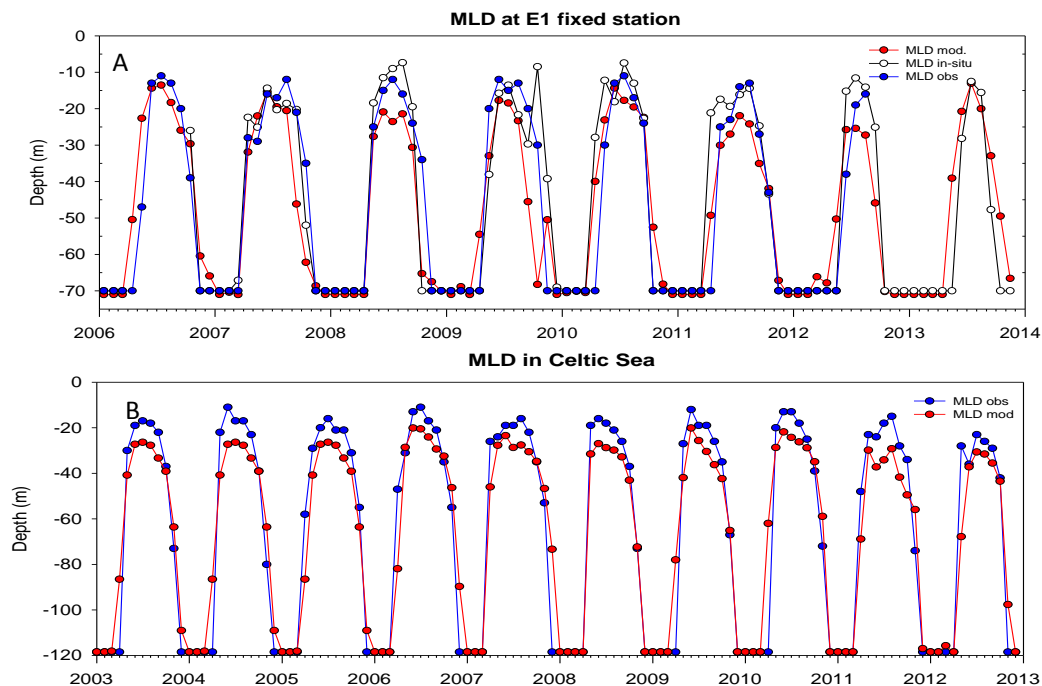 MLD at E1 fixed station
A
MLD mod.
MLD in-situ
MLD obs
Depth (m)
0
-10
-20
-30
-40
-50
-60
-70
2006 2007 2008 2009 2010 2011 2012 2013 2014
MLD in Celtic Sea
B
MLD obs
MLD mod
Depth (m)
0
-20
-40
-60
-80
-100
-120
2003 2004 2005 2006 2007 2008 2009 2010 2011 2012 2013